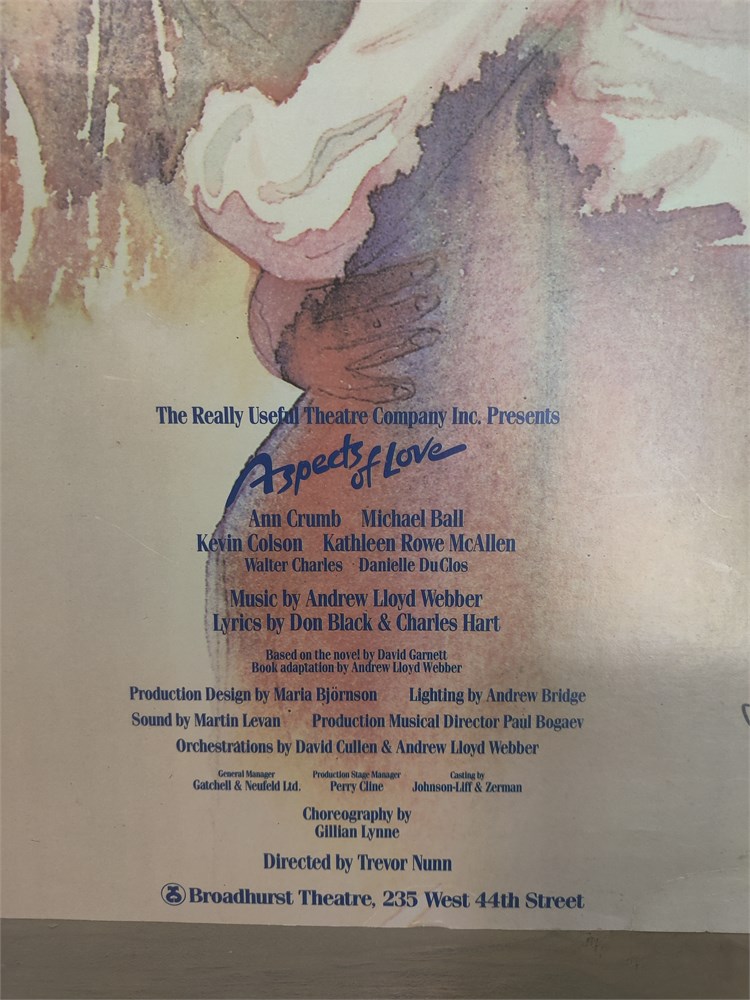 The Really Useful Theatre Company Inc. Presents
Aspects of Love
Ann Crumb Michael Ball
Kevin Colson Kathleen Rowe McAllen
Walter Charles Danielle DuClos
Music by Andrew Lloyd Webber
Lyrics by Don Black & Charles Hart
Based on the novel by David Garnett
Book adaptation by Andrew Lloyd Webber
Production Design by Maria Björnson Lighting by Andrew Bridge
Sound by Martin Levan Production Musical Director Paul Bogaev
Orchestrations by David Cullen & Andrew Lloyd Webber
General Manager Production Stage Manager Casting by
Gatchell & Neufeld Ltd. Perry Cline Johnson-Liff & Zerman
Choreography by
Gillian Lynne
Directed by Trevor Nunn
Broadhurst Theatre, 235 West 44th Street